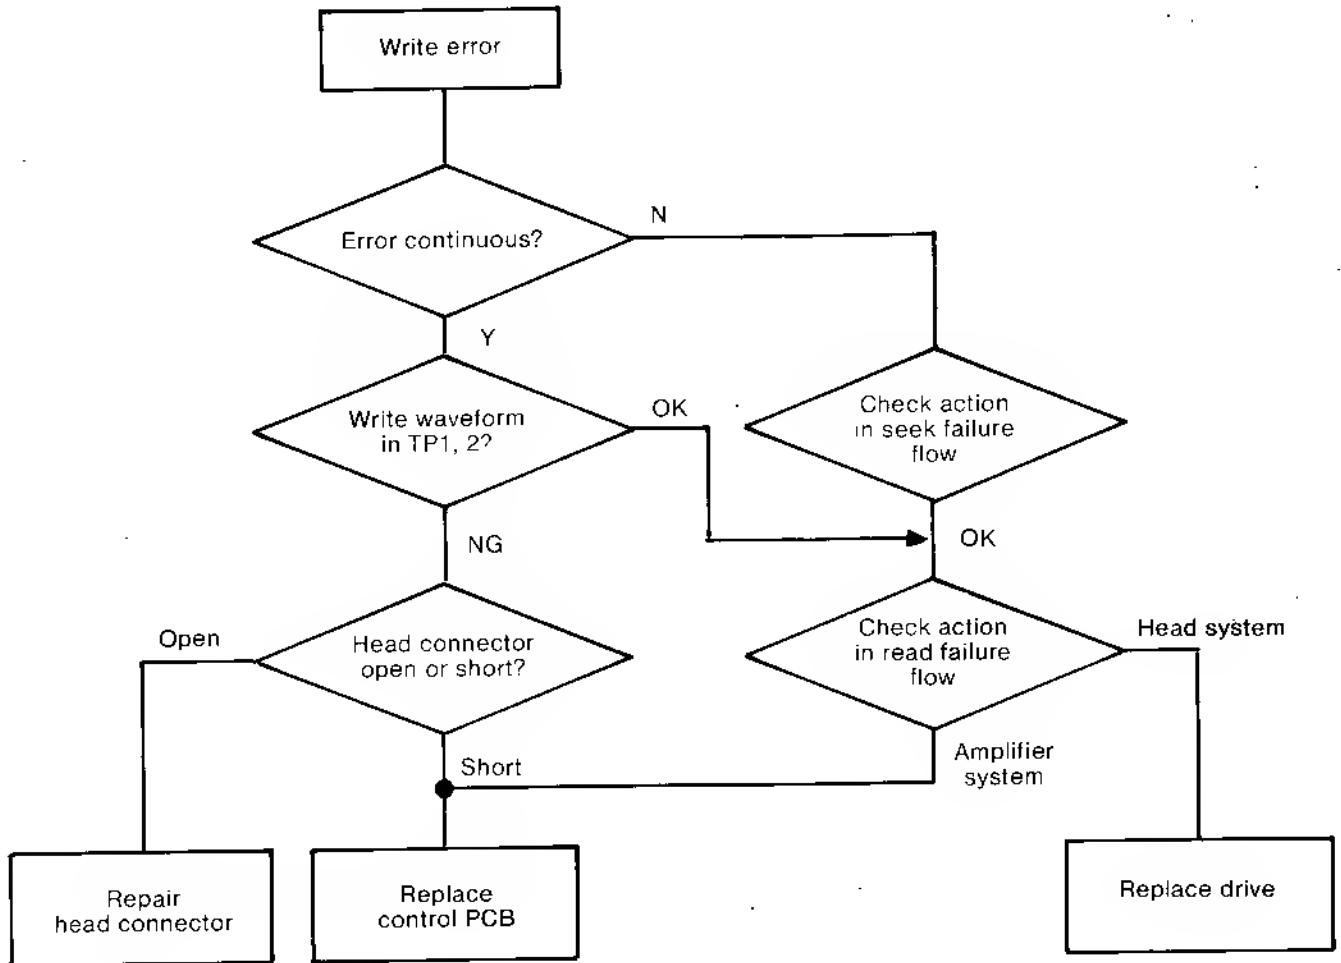 Write error
Error continuous?
N
Y
Write waveform
in TP1, 2?
OK
Check action
in seek failure
flow
NG
OK
Open
Head connector
open or short?
Check action
in read failure
flow
Head system
Short
Amplifier
system
Repair
head connector
Replace
control PCB
Replace drive